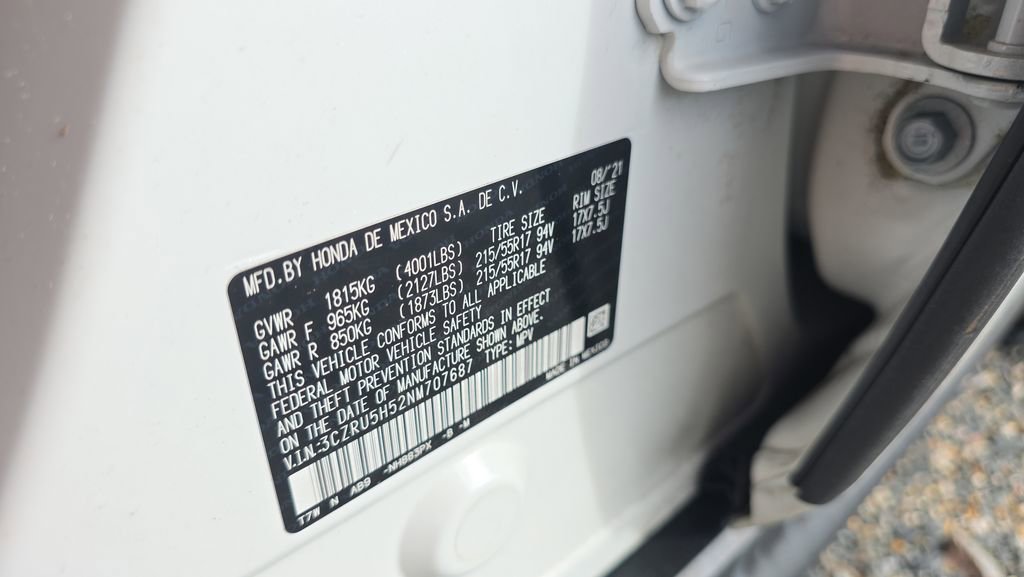 MFD.BY HONDA DE MEXICO S.A. DE C.V. 08/'21
TIRE SIZE RIM SIZE
GVWR 1815KG (4001LBS)
GAWR F 965KG (2127LBS) 215/55R17 94V 17X7.5J
GAWR R 850KG (1873LBS) 215/55R17 94V 17X7.5J
THIS VEHICLE CONFORMS TO ALL APPLICABLE
FEDERAL MOTOR VEHICLE SAFETY
AND THEFT PREVENTION STANDARDS IN EFFECT
ON THE DATE OF MANUFACTURE SHOWN ABOVE.
V.I.N.:3CZRU5H52NM707687 TYPE: MPV
T7W N AB9 -NH883PX -B -M MADE IN MEXICO